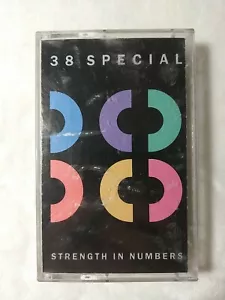 38 SPECIAL
STRENGTH IN NUMBERS